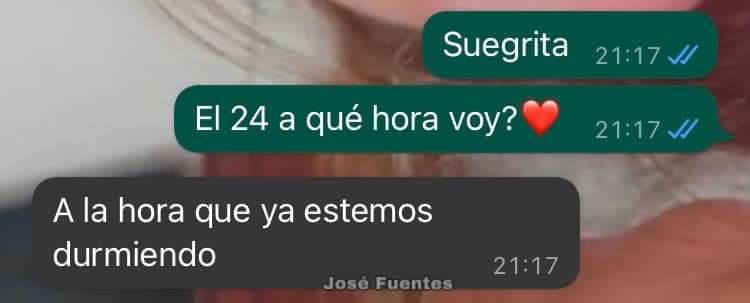 Suegrita
21:17
El 24 a qué hora voy?❤️
21:17
A la hora que ya estemos
durmiendo
21:17
José Fuentes